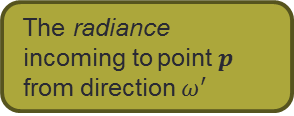 The radiance
incoming to point 𝒑
from direction 𝜔′